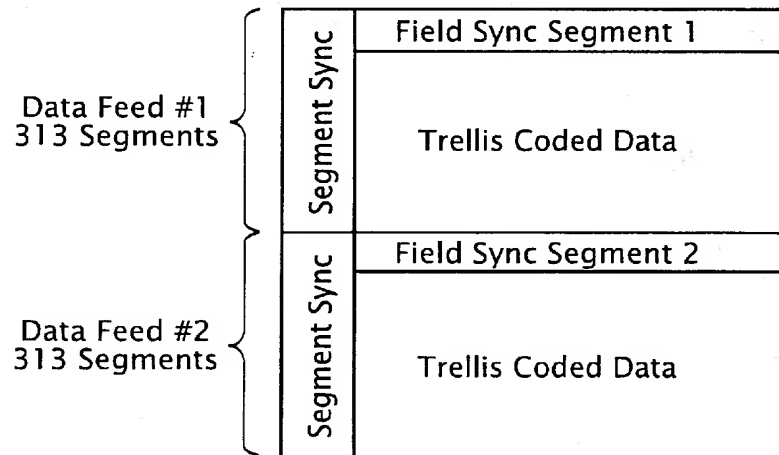 Data Feed #1
313 Segments
Segment Sync
Field Sync Segment 1
Trellis Coded Data
Data Feed #2
313 Segments
Segment Sync
Field Sync Segment 2
Trellis Coded Data